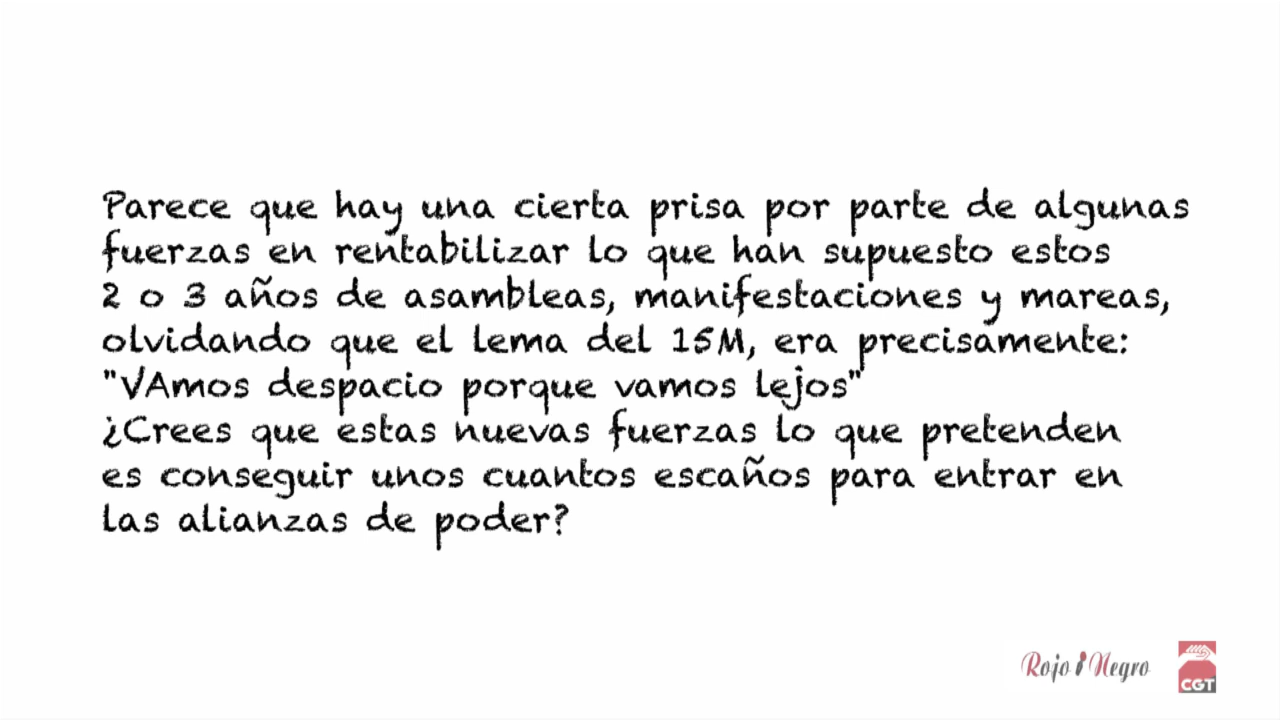 Parece que hay una cierta prisa por parte de algunas
fuerzas en rentabilizar lo que han supuesto estos
2 o 3 años de asambleas, manifestaciones y mareas,
olvidando que el lema del 15M, era precisamente:
"VAmos despacio porque vamos lejos"
¿Crees que estas nuevas fuerzas lo que pretenden
es conseguir unos cuantos escaños para entrar en
las alianzas de poder?
Rojo i Negro
CGT